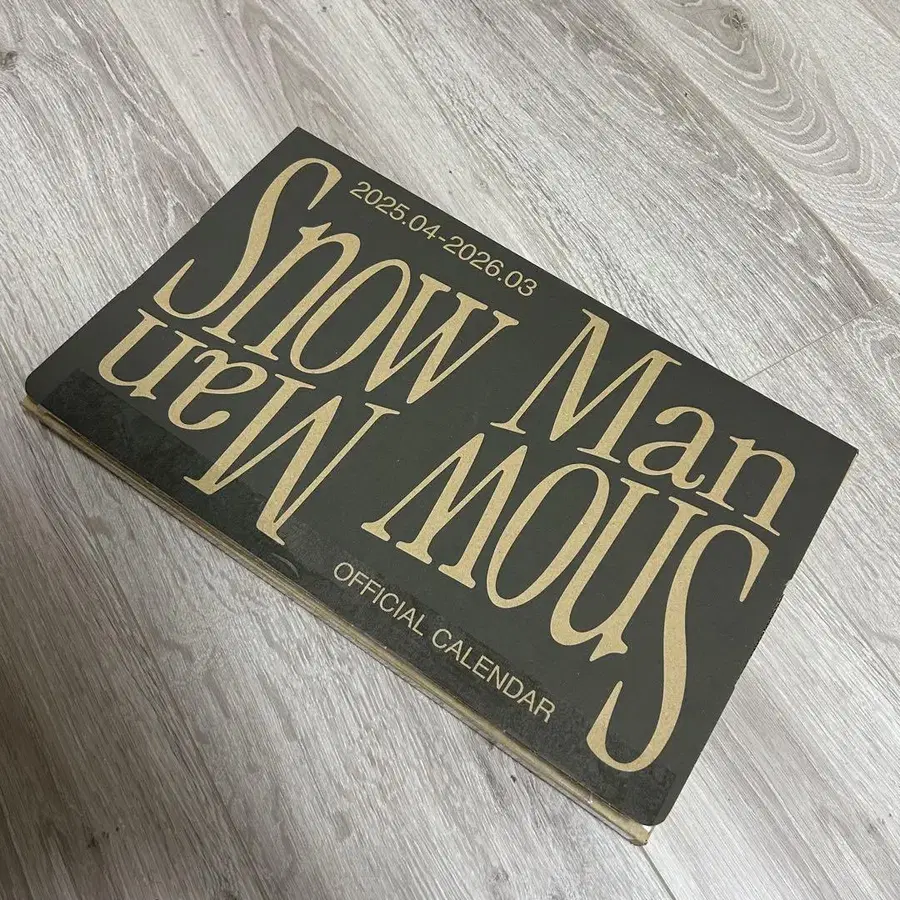 2025.04-2026.03
Snow Man
Snow Man
OFFICIAL CALENDAR